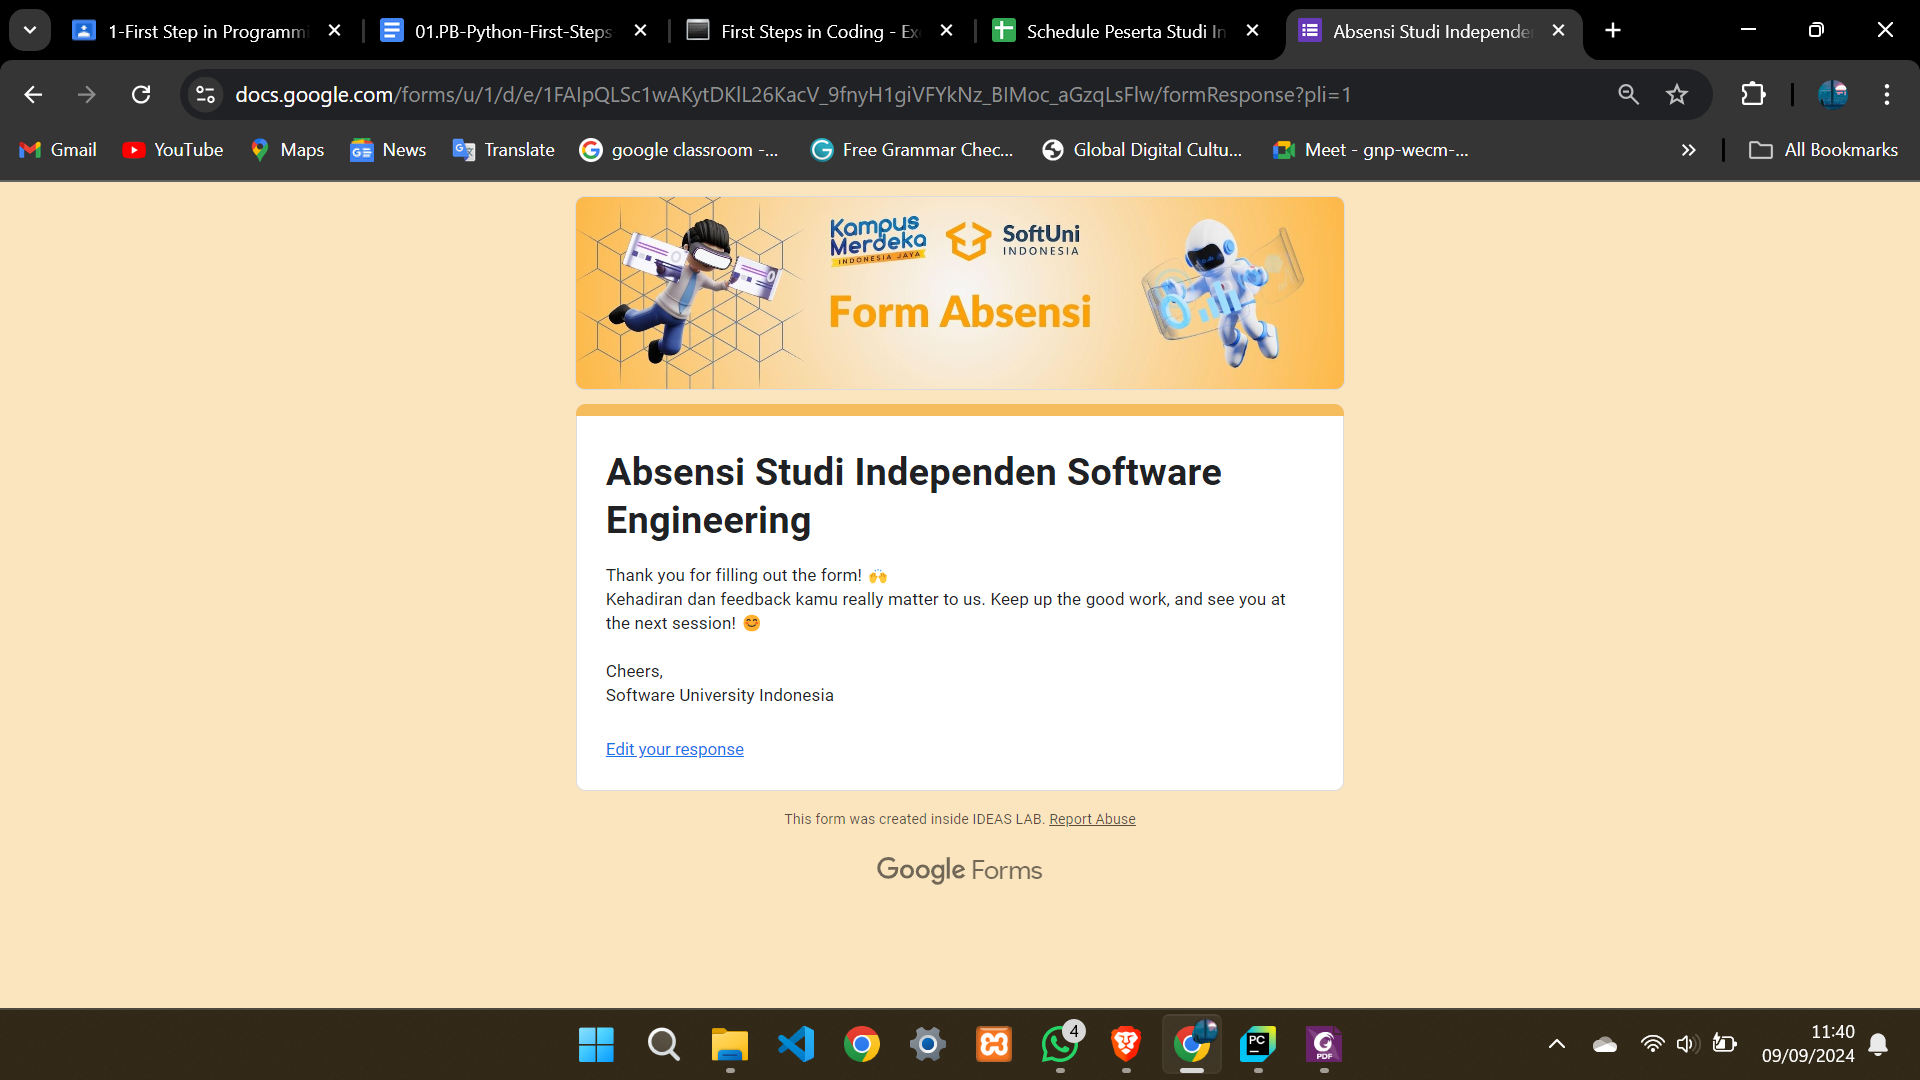 1-First Step in Programmi
01.PB-Python-First-Steps
First Steps in Coding - Ex
Schedule Peserta Studi In
Absensi Studi Independen
docs.google.com/forms/u/1/d/e/1FAIpQLSc1wAKytDKlL26KacV_9fnyH1giVFYkNz_BIMoc_aGzqLsFlw/formResponse?pli=1
Gmail
YouTube
Maps
News
Translate
google classroom -...
Free Grammar Chec...
Global Digital Cultu...
Meet - gnp-wecm-...
All Bookmarks
Kampus
Merdeka
INDONESIA JAYA
SoftUni
INDONESIA
Form Absensi
Absensi Studi Independen Software
Engineering
Thank you for filling out the form! 🙌
Kehadiran dan feedback kamu really matter to us. Keep up the good work, and see you at
the next session! 😊
Cheers,
Software University Indonesia
Edit your response
This form was created inside IDEAS LAB. Report Abuse
Google Forms
4
PC
PDF
11:40
09/09/2024